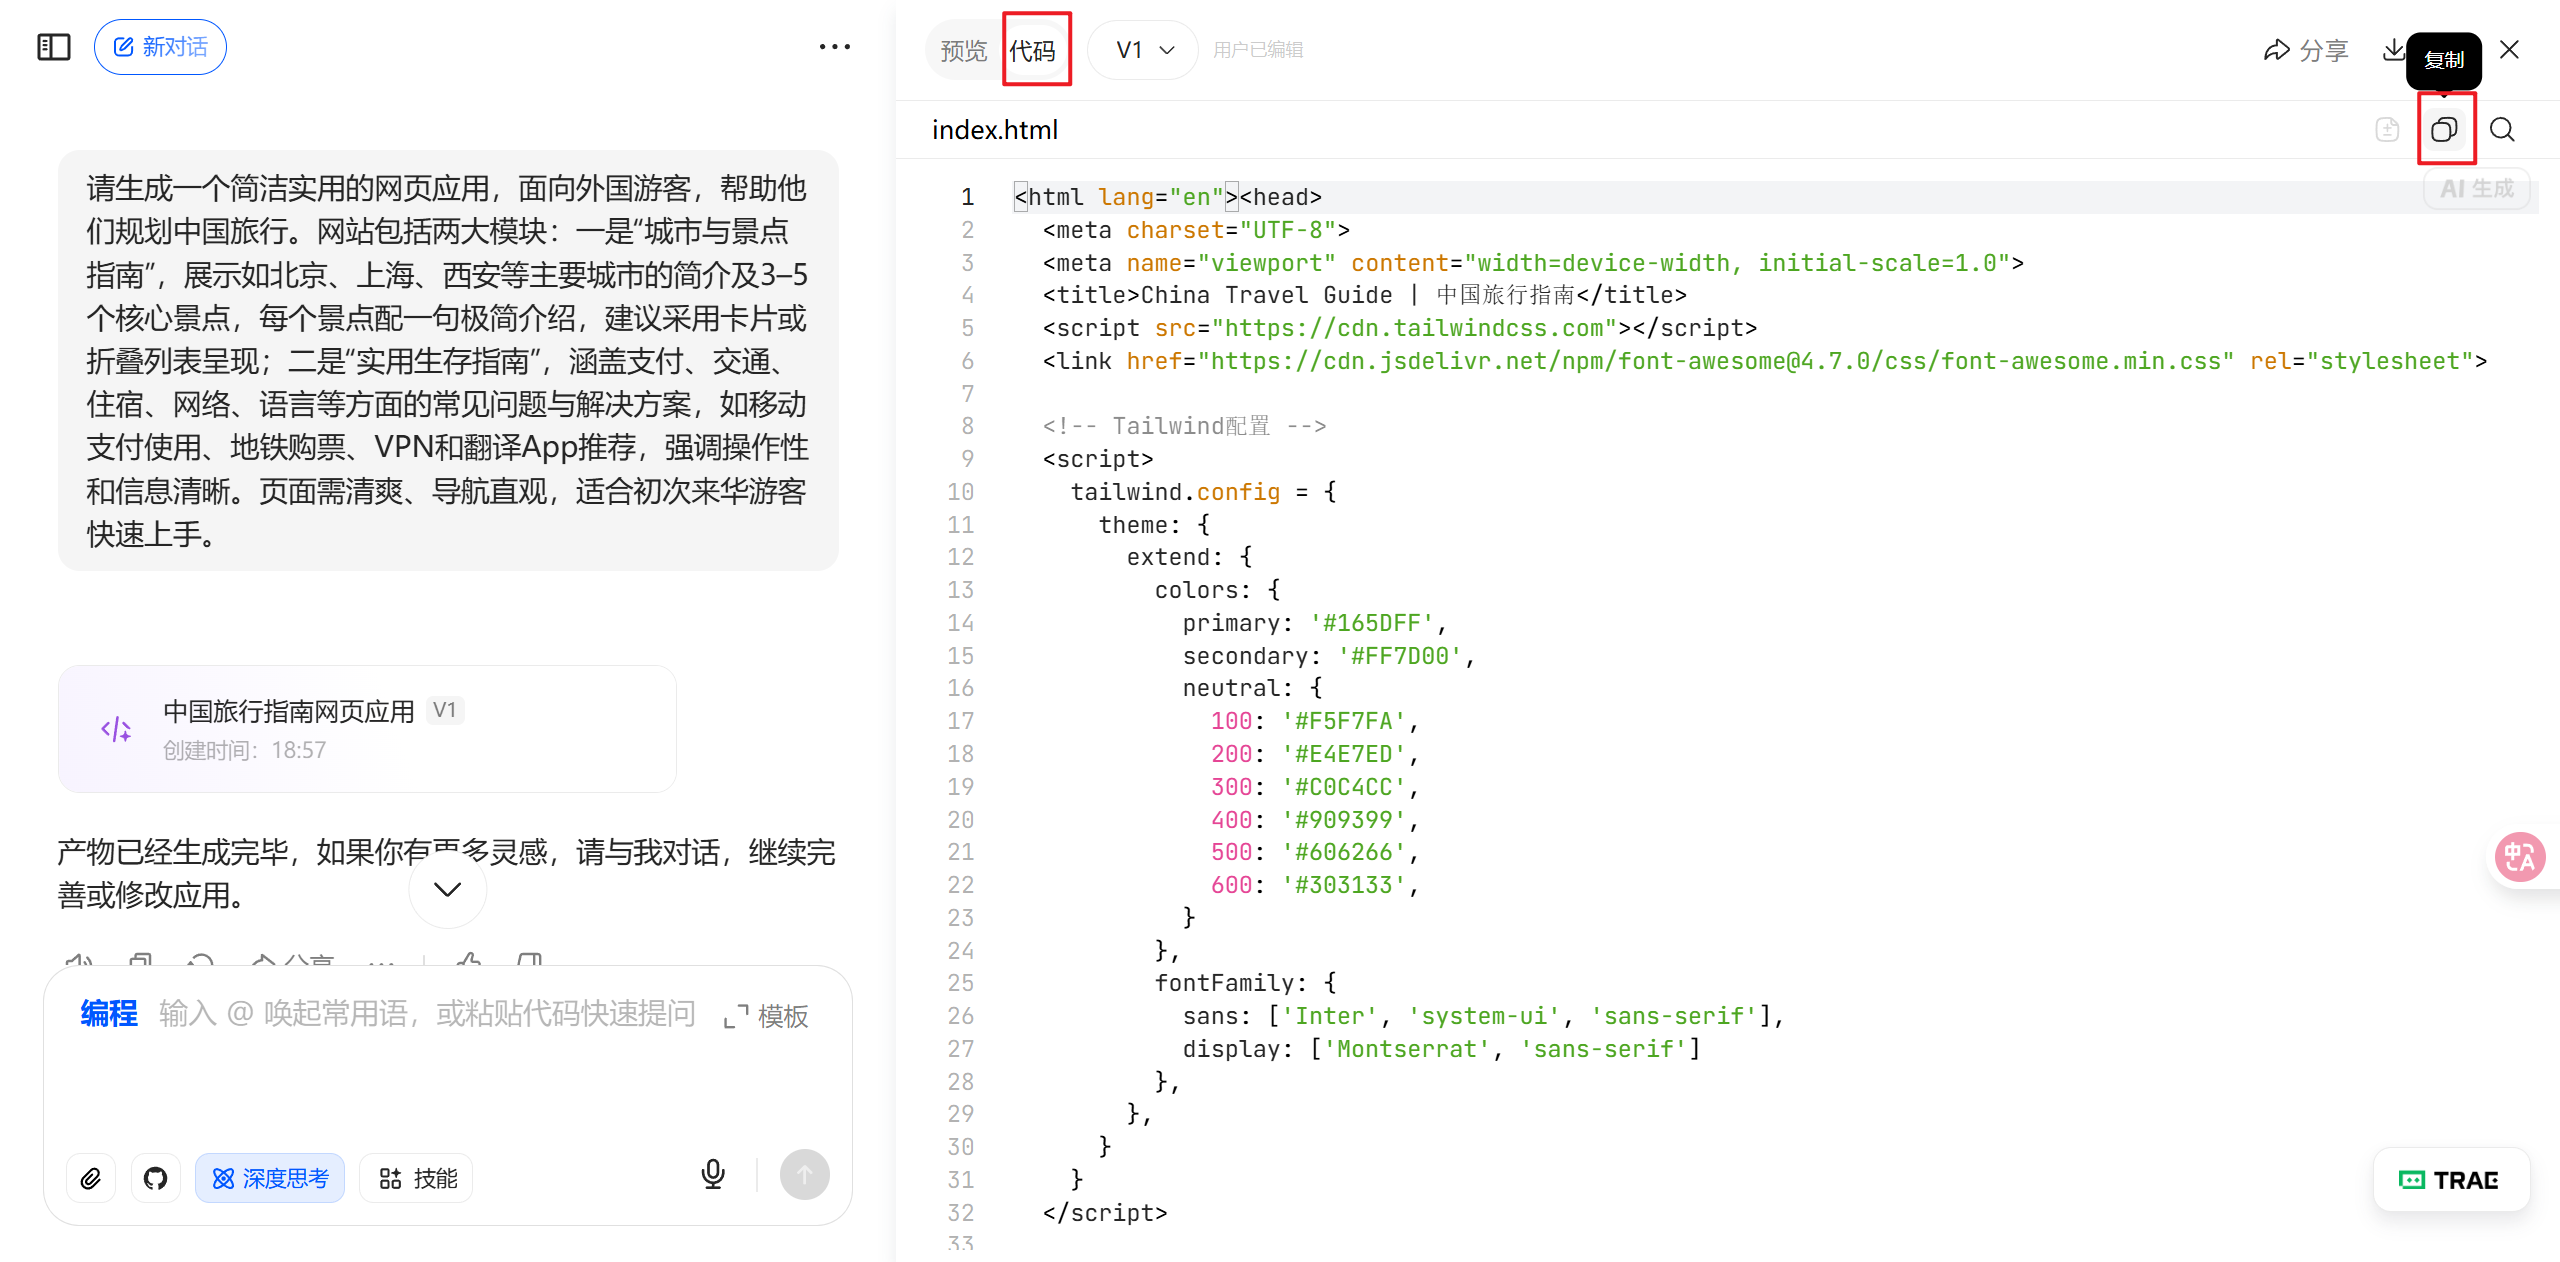 新对话
请生成一个简洁实用的网页应用，面向外国游客，帮助他
们规划中国旅行。网站包括两大模块：一是“城市与景点
指南”，展示如北京、上海、西安等主要城市的简介及3–5
个核心景点，每个景点配一句极简介绍，建议采用卡片或
折叠列表呈现；二是“实用生存指南”，涵盖支付、交通、
住宿、网络、语言等方面的常见问题与解决方案，如移动
支付使用、地铁购票、VPN和翻译App推荐，强调操作性
和信息清晰。页面需清爽、导航直观，适合初次来华游客
快速上手。
中国旅行指南网页应用 V1
创建时间：18:57
产物已经生成完毕，如果你有更多灵感，请与我对话，继续完
善或修改应用。
分享
编程 输入 @ 唤起常用语，或粘贴代码快速提问 模板
深度思考 技能
预览 代码 V1 用户已编辑 分享 复制
index.html
AI 生成
1 <html lang="en"><head>
2 <meta charset="UTF-8">
3 <meta name="viewport" content="width=device-width, initial-scale=1.0">
4 <title>China Travel Guide | 中国旅行指南</title>
5 <script src="https://cdn.tailwindcss.com"></script>
6 <link href="https://cdn.jsdelivr.net/npm/font-awesome@4.7.0/css/font-awesome.min.css" rel="stylesheet">
7
8 <!-- Tailwind配置 -->
9 <script>
10 tailwind.config = {
11 theme: {
12 extend: {
13 colors: {
14 primary: '#165DFF',
15 secondary: '#FF7D00',
16 neutral: {
17 100: '#F5F7FA',
18 200: '#E4E7ED',
19 300: '#C0C4CC',
20 400: '#909399',
21 500: '#606266',
22 600: '#303133',
23 }
24 },
25 fontFamily: {
26 sans: ['Inter', 'system-ui', 'sans-serif'],
27 display: ['Montserrat', 'sans-serif']
28 },
29 },
30 }
31 }
32 </script>
33
中A
TRAE